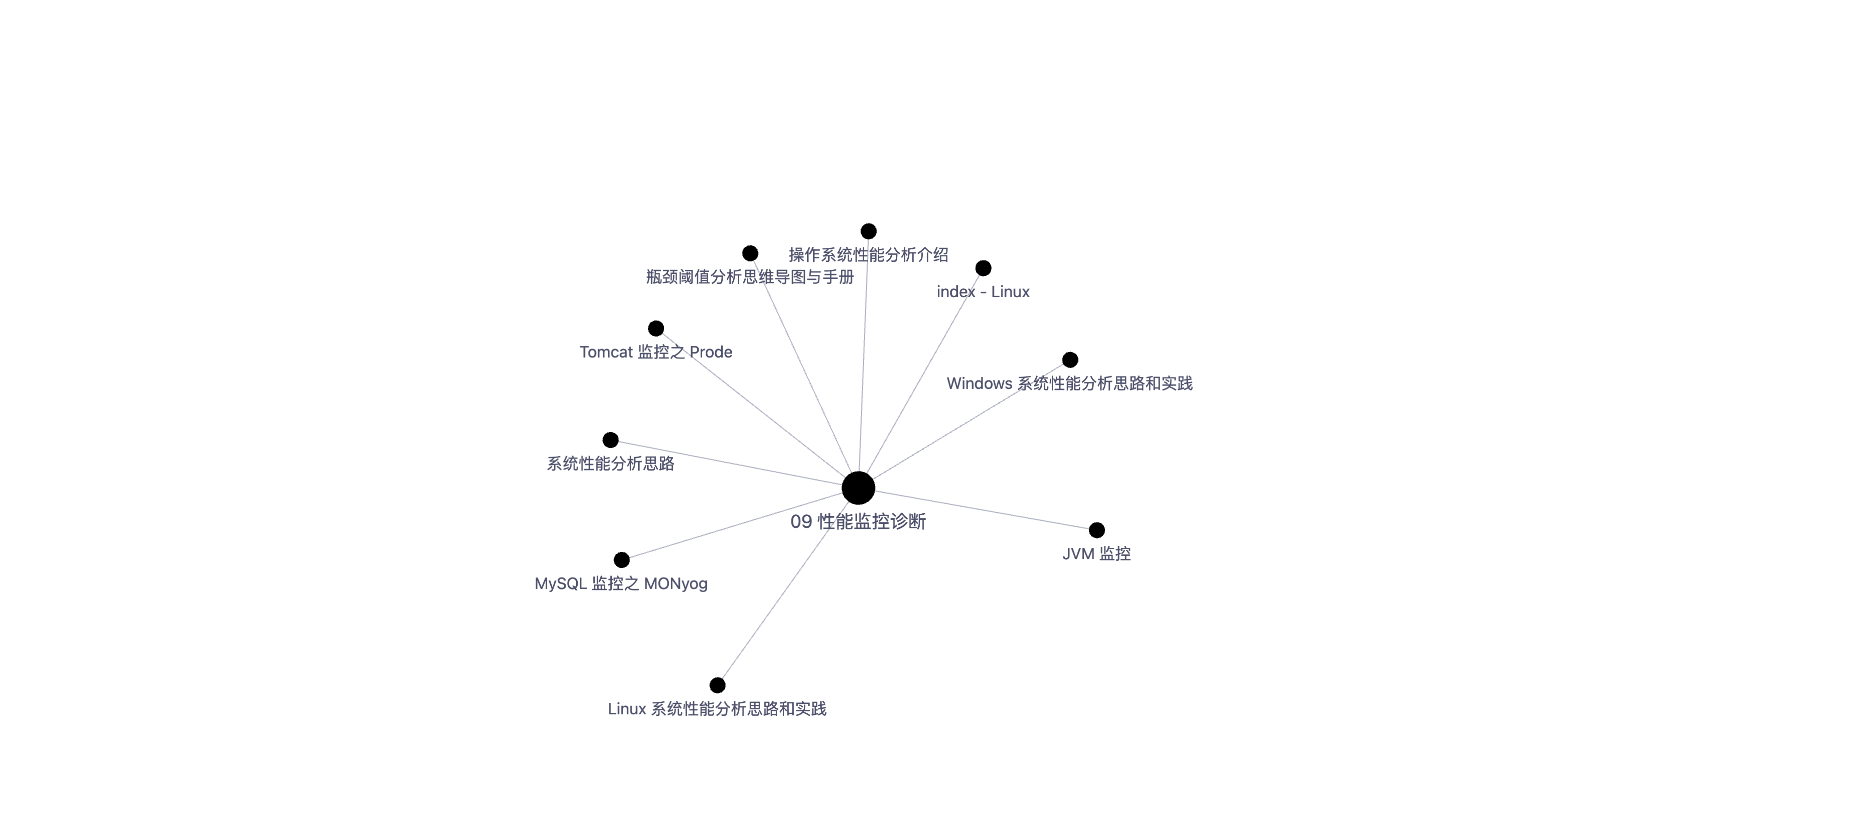 操作系统性能分析介绍
瓶颈阈值分析思维导图与手册
index - Linux
Tomcat 监控之 Prode
Windows 系统性能分析思路和实践
系统性能分析思路
09 性能监控诊断
JVM 监控
MySQL 监控之 MONyog
Linux 系统性能分析思路和实践